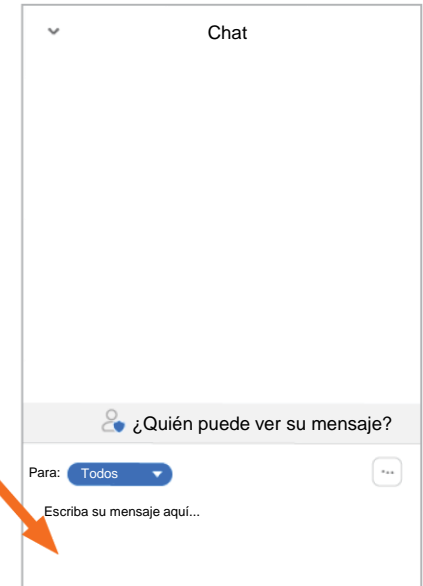 Chat
¿Quién puede ver su mensaje?
Para: Todos
Escriba su mensaje aquí...